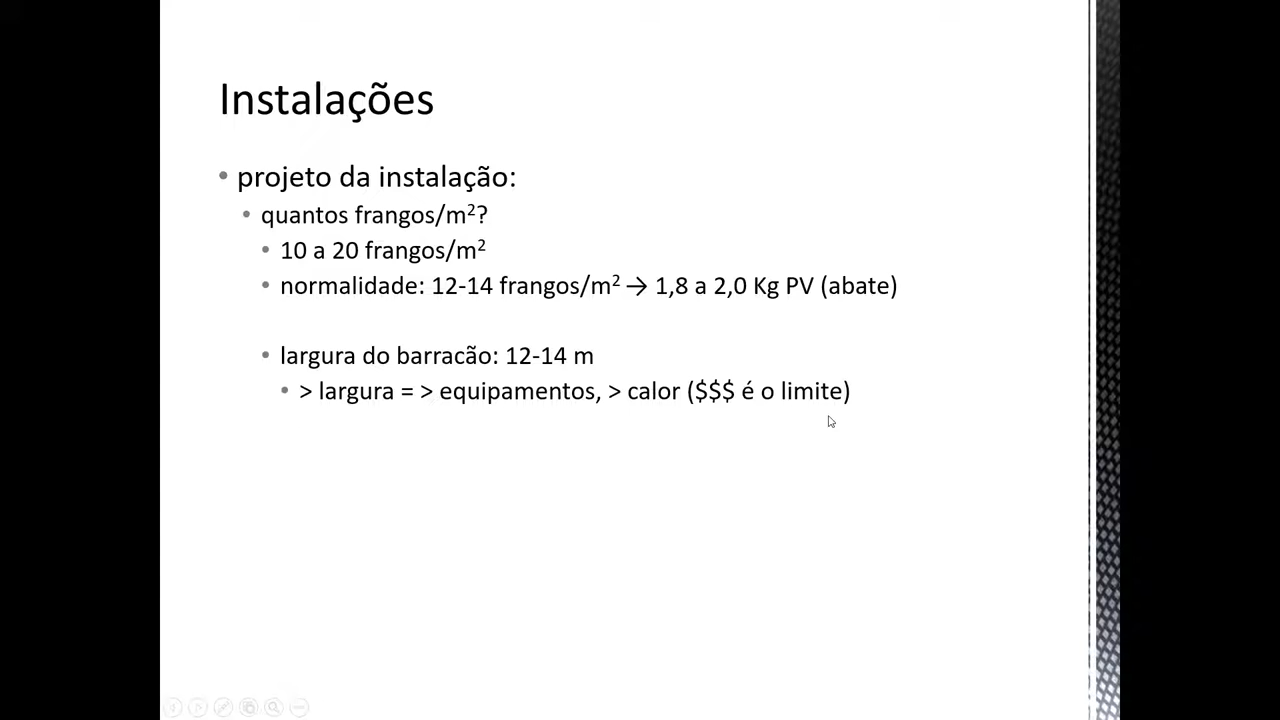 Instalações
• projeto da instalação:
• quantos frangos/m²?
• 10 a 20 frangos/m²
• normalidade: 12-14 frangos/m² → 1,8 a 2,0 Kg PV (abate)
• largura do barracão: 12-14 m
• > largura = > equipamentos, > calor ($$$ é o limite)